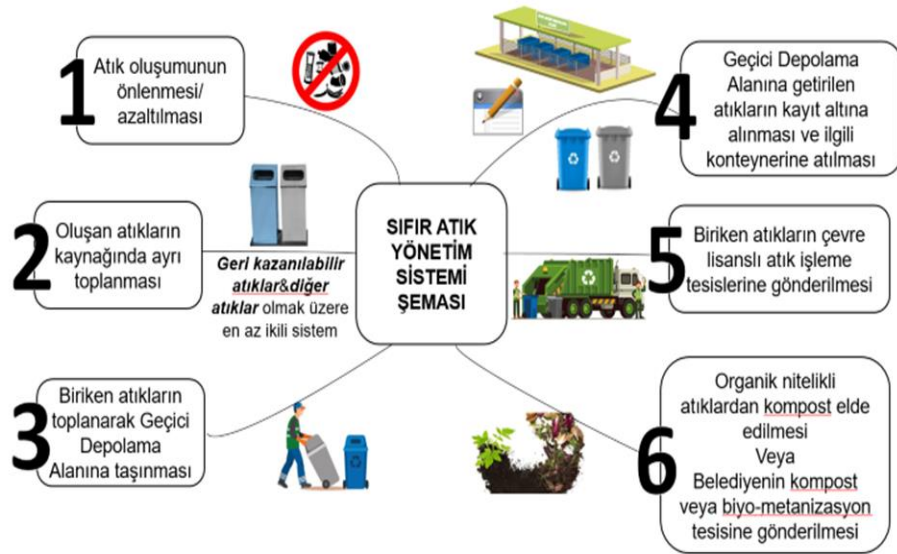 1
Atık oluşumunun
önlenmesi/
azaltılması
2
Oluşan atıkların
kaynağında ayrı
toplanması
Geri kazanılabilir
atıklar&diğer
atıklar olmak üzere
en az ikili sistem
3
Biriken atıkların
toplanarak Geçici
Depolama
Alanına taşınması
SIFIR ATIK
YÖNETİM
SİSTEMİ
ŞEMASI
4
Geçici Depolama
Alanına getirilen
atıkların kayıt altına
alınması ve ilgili
konteynerine atılması
5
Biriken atıkların çevre
lisanslı atık işleme
tesislerine gönderilmesi
6
Organik nitelikli
atıklardan kompost elde
edilmesi
Veya
Belediyenin kompost
veya biyo-metanizasyon
tesisine gönderilmesi